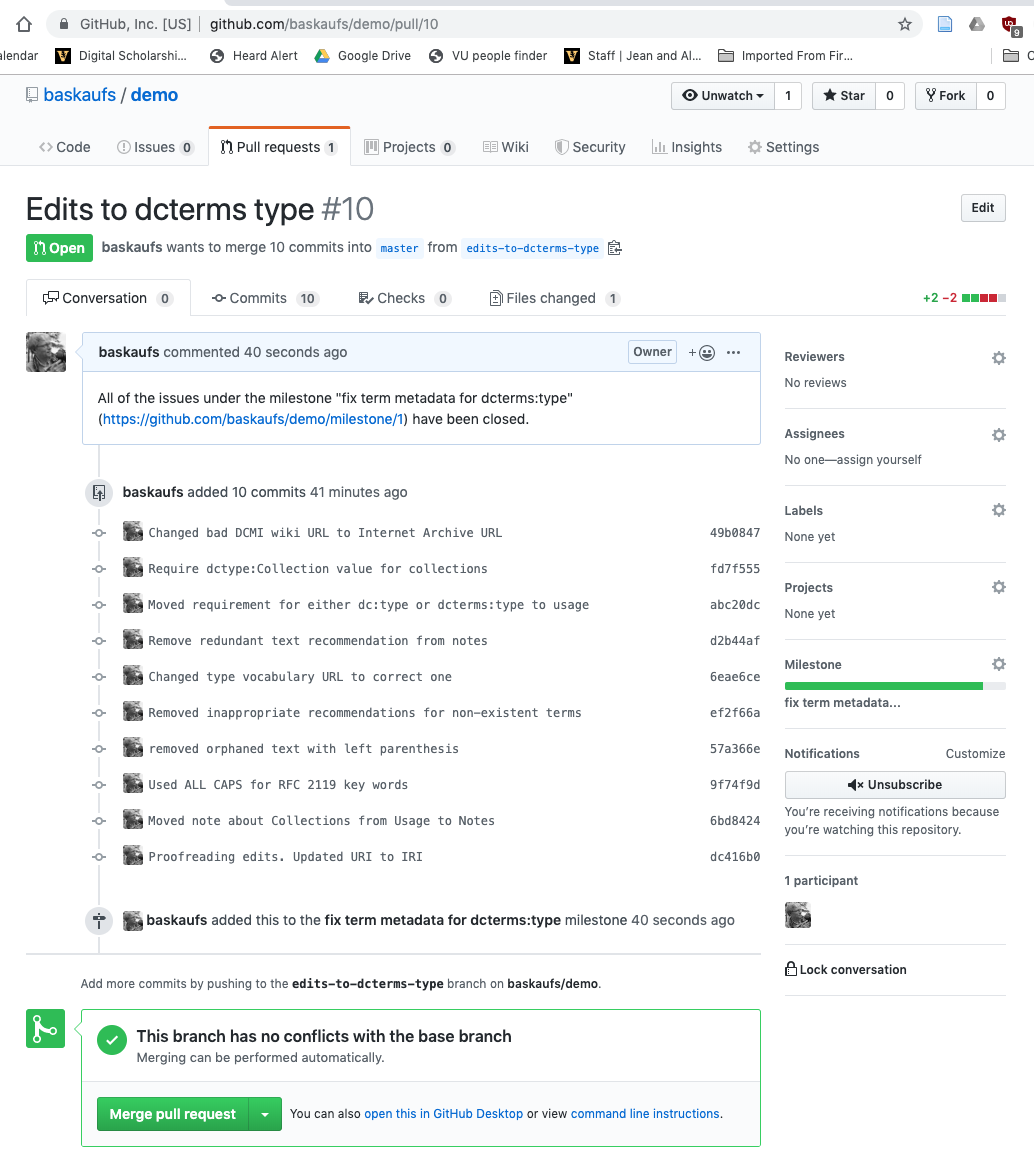 GitHub, Inc. [US] | github.com/baskaufs/demo/pull/10
9
alendar Digital Scholarshi... Heard Alert Google Drive VU people finder Staff | Jean and Al... Imported From Fir...
baskaufs / demo Unwatch 1 Star 0 Fork 0
Code Issues 0 Pull requests 1 Projects 0 Wiki Security Insights Settings
Edits to dcterms type #10 Edit
Open baskaufs wants to merge 10 commits into master from edits-to-dcterms-type
Conversation 0 Commits 10 Checks 0 Files changed 1 +2 −2
baskaufs commented 40 seconds ago Owner + ...
All of the issues under the milestone "fix term metadata for dcterms:type"
(https://github.com/baskaufs/demo/milestone/1) have been closed.
baskaufs added 10 commits 41 minutes ago
Changed bad DCMI wiki URL to Internet Archive URL 49b0847
Require dctype:Collection value for collections fd7f555
Moved requirement for either dc:type or dcterms:type to usage abc20dc
Remove redundant text recommendation from notes d2b44af
Changed type vocabulary URL to correct one 6eae6ce
Removed inappropriate recommendations for non-existent terms ef2f66a
removed orphaned text with left parenthesis 57a366e
Used ALL CAPS for RFC 2119 key words 9f74f9d
Moved note about Collections from Usage to Notes 6bd8424
Proofreading edits. Updated URI to IRI dc416b0
baskaufs added this to the fix term metadata for dcterms:type milestone 40 seconds ago
Add more commits by pushing to the edits-to-dcterms-type branch on baskaufs/demo.
This branch has no conflicts with the base branch
Merging can be performed automatically.
Merge pull request You can also open this in GitHub Desktop or view command line instructions.
Reviewers
No reviews
Assignees
No one—assign yourself
Labels
None yet
Projects
None yet
Milestone
fix term metadata...
Notifications Customize
Unsubscribe
You're receiving notifications because
you're watching this repository.
1 participant
Lock conversation